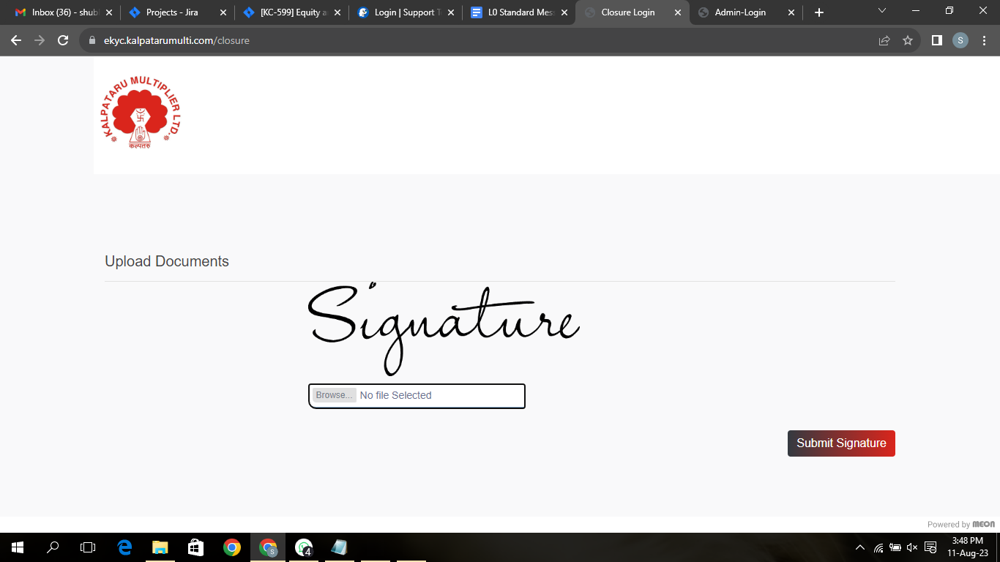 Inbox (36) - shubl
Projects - Jira
[KC-599] Equity a
Login | Support T
L0 Standard Mes
Closure Login
Admin-Login
ekyc.kalpatarumulti.com/closure
S
KALPATARU MULTIPLIER LTD.
कल्पतरु
Upload Documents
Signature
Browse... No file Selected
Submit Signature
Powered by MEON
S
4
3:48 PM
11-Aug-23